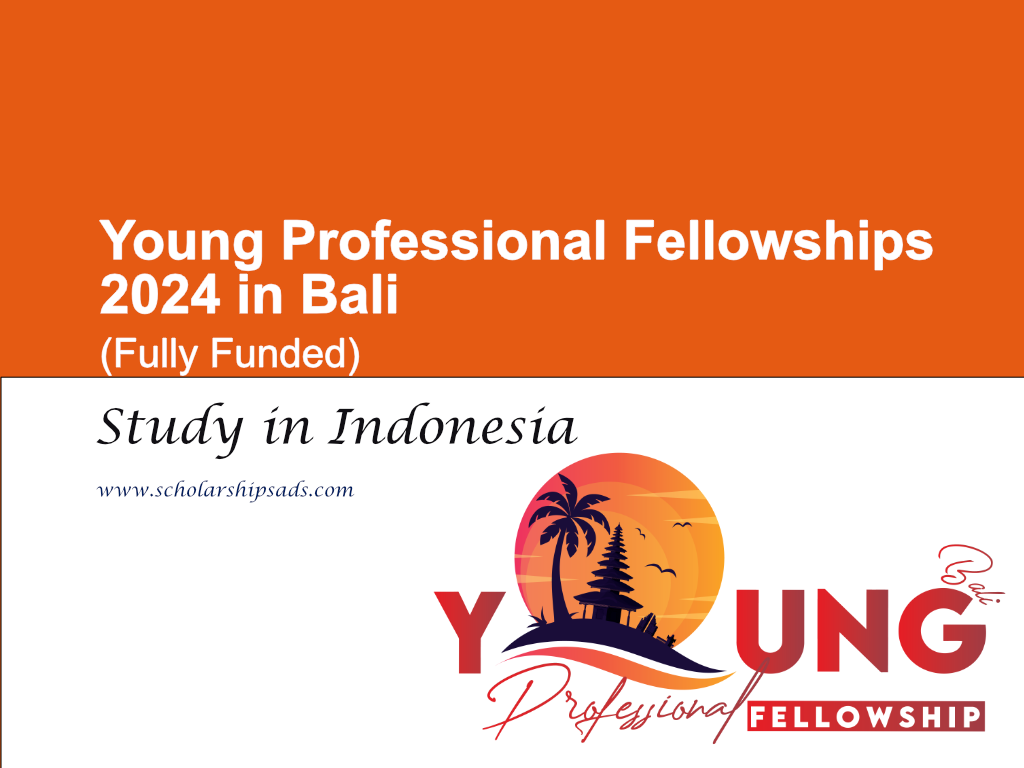 Young Professional Fellowships
2024 in Bali
(Fully Funded)
Study in Indonesia
www.scholarshipsads.com
Bali
YOUNG
Professional
FELLOWSHIP